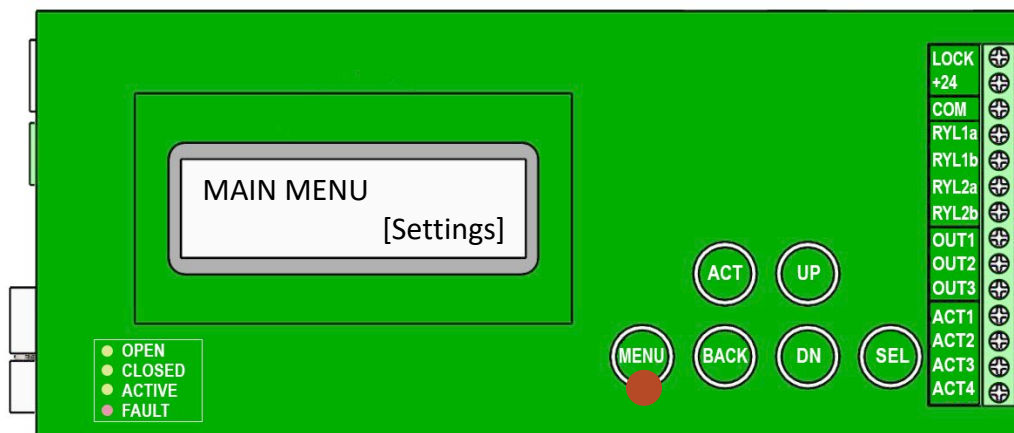 MAIN MENU
[Settings]
ACT
UP
MENU
BACK
DN
SEL
OPEN
CLOSED
ACTIVE
FAULT
LOCK
+24
COM
RYL1a
RYL1b
RYL2a
RYL2b
OUT1
OUT2
OUT3
ACT1
ACT2
ACT3
ACT4